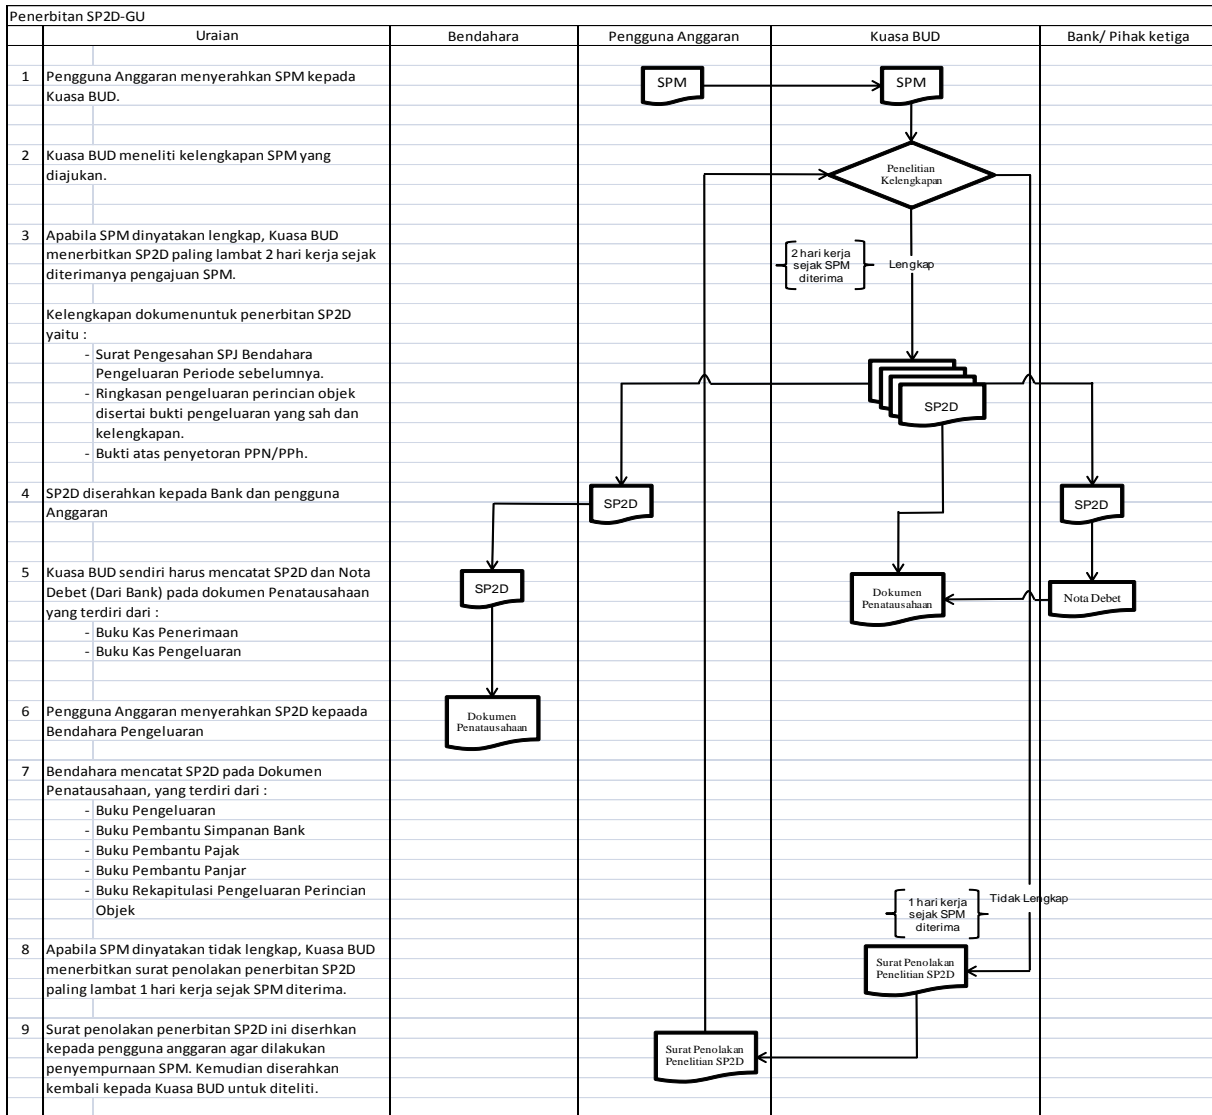 Penerbitan SP2D-GU
Uraian
Bendahara
Pengguna Anggaran
Kuasa BUD
Bank/ Pihak ketiga
1 Pengguna Anggaran menyerahkan SPM kepada
Kuasa BUD.
SPM
SPM
2 Kuasa BUD meneliti kelengkapan SPM yang
diajukan.
Penelitian
Kelengkapan
3 Apabila SPM dinyatakan lengkap, Kuasa BUD
menerbitkan SP2D paling lambat 2 hari kerja sejak
diterimanya pengajuan SPM.
2 hari kerja
sejak SPM
diterima
Lengkap
Kelengkapan dokumenuntuk penerbitan SP2D
yaitu :
- Surat Pengesahan SPJ Bendahara
Pengeluaran Periode sebelumnya.
- Ringkasan pengeluaran perincian objek
disertai bukti pengeluaran yang sah dan
kelengkapan.
- Bukti atas penyetoran PPN/PPh.
SP2D
4 SP2D diserahkan kepada Bank dan pengguna
Anggaran
SP2D
SP2D
5 Kuasa BUD sendiri harus mencatat SP2D dan Nota
Debet (Dari Bank) pada dokumen Penatausahaan
yang terdiri dari :
- Buku Kas Penerimaan
- Buku Kas Pengeluaran
SP2D
Dokumen
Penatausahaan
Nota Debet
6 Pengguna Anggaran menyerahkan SP2D kepaada
Bendahara Pengeluaran
Dokumen
Penatausahaan
7 Bendahara mencatat SP2D pada Dokumen
Penatausahaan, yang terdiri dari :
- Buku Pengeluaran
- Buku Pembantu Simpanan Bank
- Buku Pembantu Pajak
- Buku Pembantu Panjar
- Buku Rekapitulasi Pengeluaran Perincian
Objek
1 hari kerja
sejak SPM
diterima
Tidak Lengkap
8 Apabila SPM dinyatakan tidak lengkap, Kuasa BUD
menerbitkan surat penolakan penerbitan SP2D
paling lambat 1 hari kerja sejak SPM diterima.
Surat Penolakan
Penelitian SP2D
9 Surat penolakan penerbitan SP2D ini diserhkan
kepada pengguna anggaran agar dilakukan
penyempurnaan SPM. Kemudian diserahkan
kembali kepada Kuasa BUD untuk diteliti.
Surat Penolakan
Penelitian SP2D